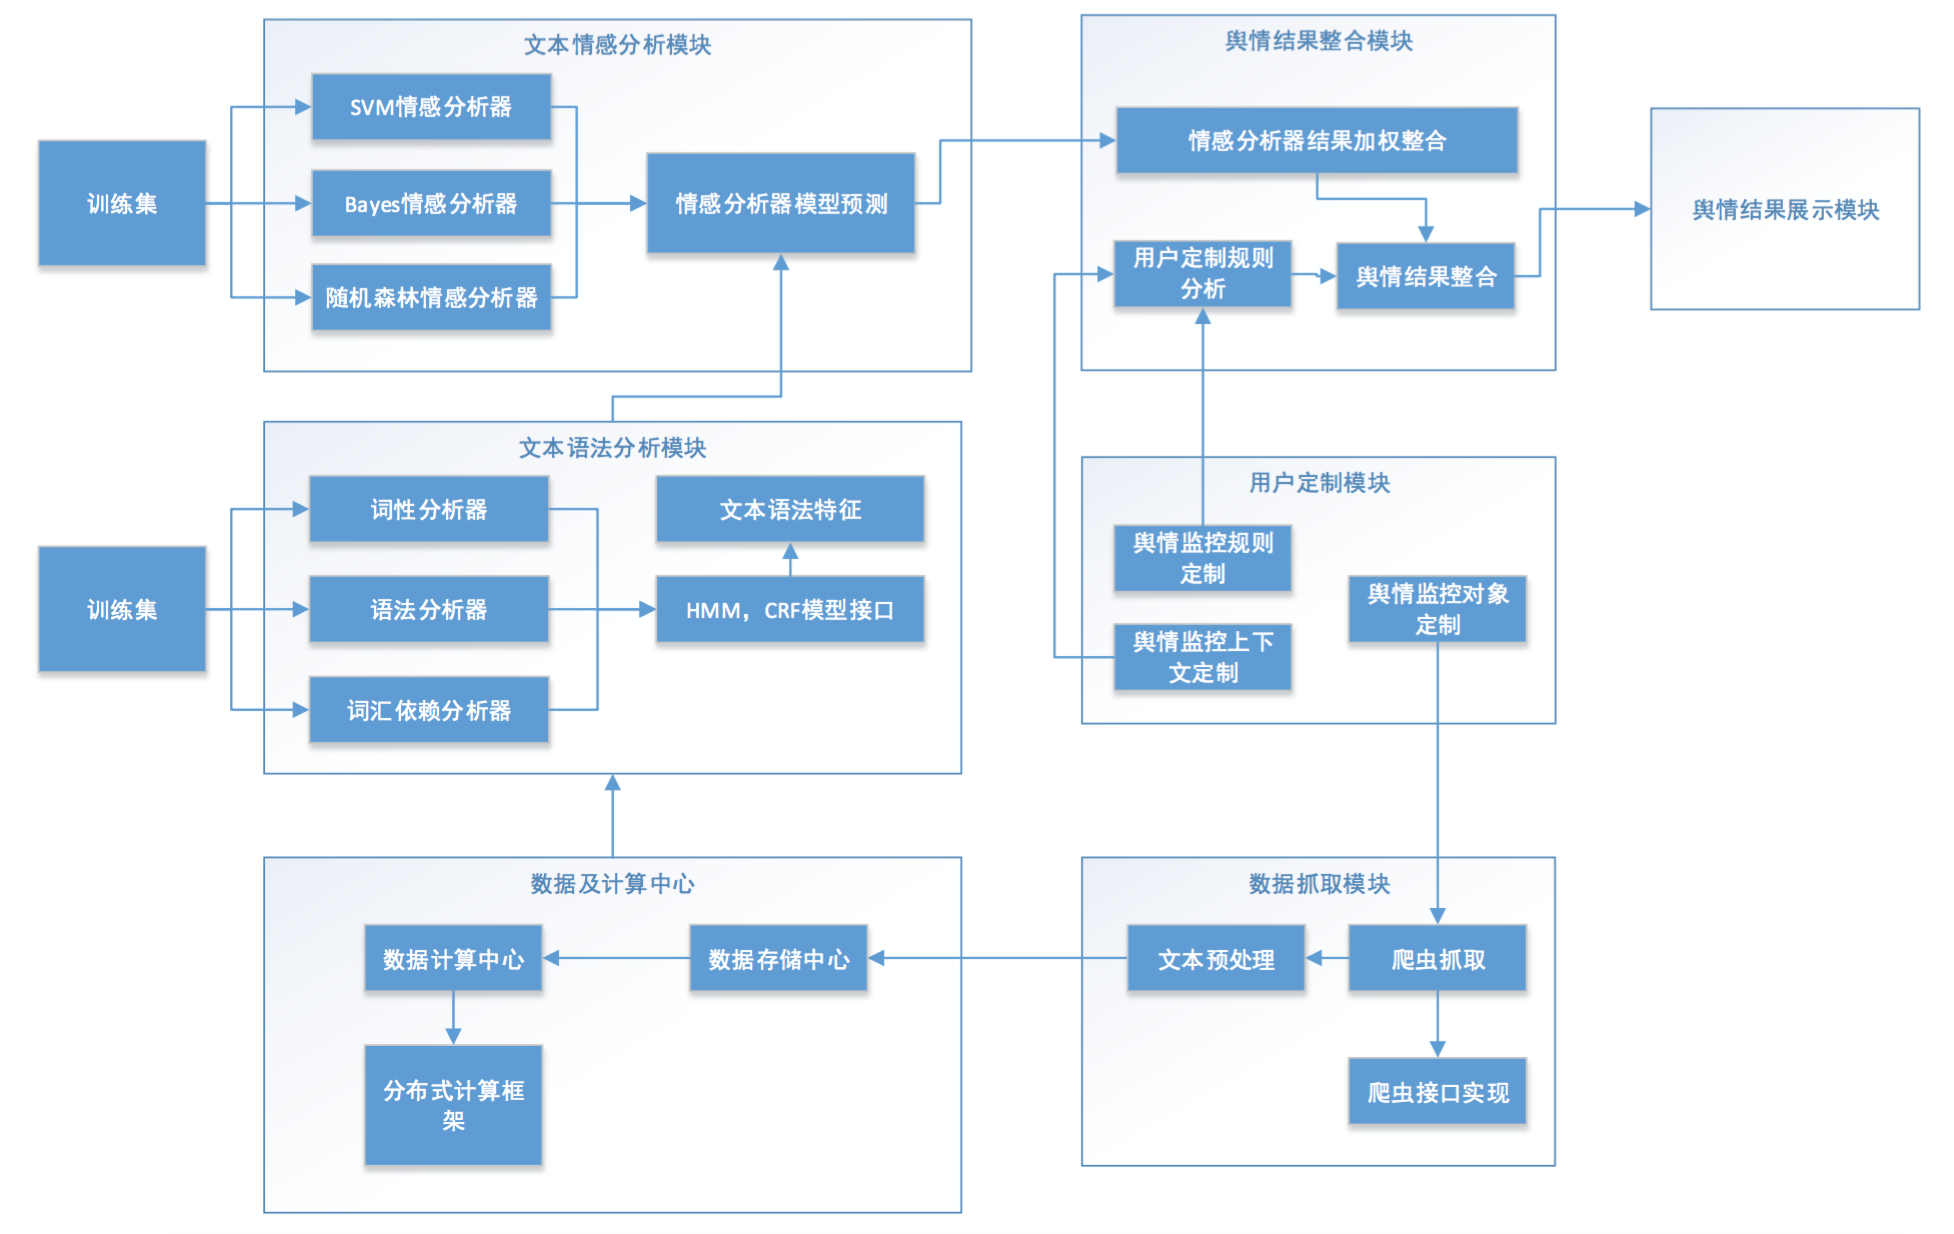 文本情感分析模块
SVM情感分析器
训练集
Bayes情感分析器
随机森林情感分析器
情感分析器模型预测
舆情结果整合模块
情感分析器结果加权整合
用户定制规则
分析
舆情结果整合
舆情结果展示模块
文本语法分析模块
训练集
词性分析器
语法分析器
词汇依赖分析器
文本语法特征
HMM，CRF模型接口
用户定制模块
舆情监控规则
定制
舆情监控上下
文定制
舆情监控对象
定制
数据及计算中心
数据计算中心
数据存储中心
分布式计算框
架
数据抓取模块
文本预处理
爬虫抓取
爬虫接口实现